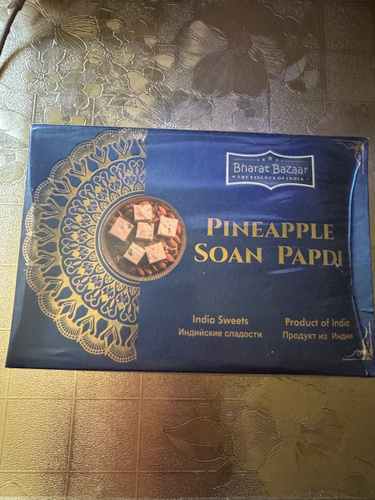 Bharat Bazaar
THE ESSENCE OF INDIA
PINEAPPLE
SOAN PAPDI
India Sweets
Индийские сладости
Product of India
Продукт из Индии